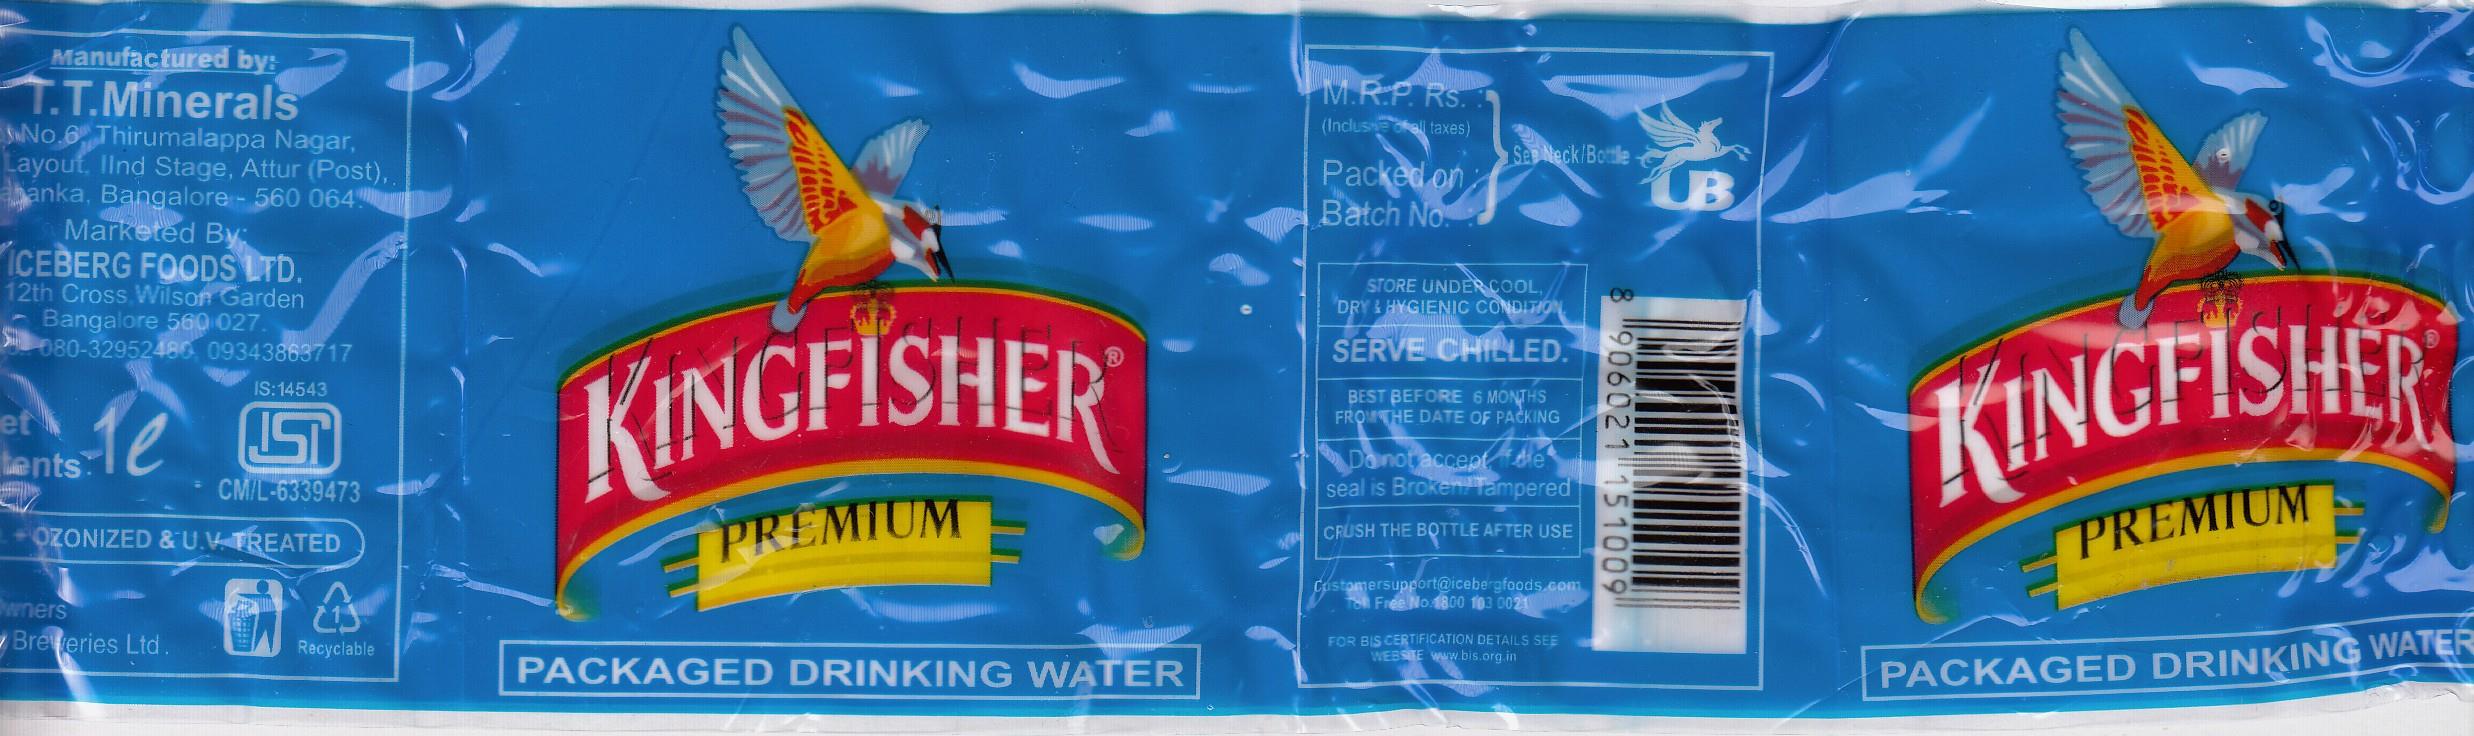 Manufactured by:
T.T.Minerals
No.6, Thirumalappa Nagar,
Layout, IInd Stage, Attur (Post),
Bangalore - 560 064.
Marketed By:
ICEBERG FOODS LTD.
12th Cross, Wilson Garden
Bangalore 560 027.
080-32952480, 09343863717
IS:14543
1e
ISI
CM/L-6339473
+ OZONIZED & U.V. TREATED
Breweries Ltd.
1
Recyclable
KINGFISHER®
PREMIUM
PACKAGED DRINKING WATER
M.R.P. Rs. :
(Inclusive of all taxes)
Packed on :
Batch No. :
See Neck/Bottle
UB
STORE UNDER COOL,
DRY & HYGIENIC CONDITION
SERVE CHILLED.
BEST BEFORE 6 MONTHS
FROM THE DATE OF PACKING
Do not accept, if the
seal is Broken/Tampered
CRUSH THE BOTTLE AFTER USE
Customersupport@icebergfoods.com
Toll Free No.1800 103 0021
FOR BIS CERTIFICATION DETAILS SEE
WEBSITE www.bis.org.in
8 906021 151009
KINGFISHER®
PREMIUM
PACKAGED DRINKING WATER